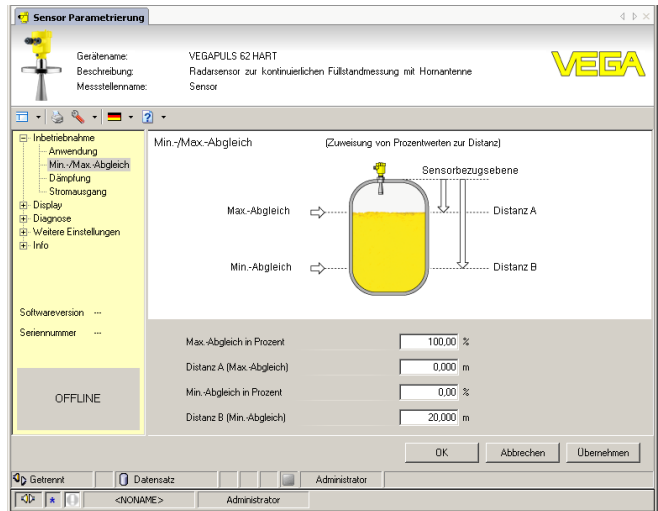 Sensor Parametrierung
Gerätename: VEGAPULS 62 HART
Beschreibung: Radarsensor zur kontinuierlichen Füllstandmessung mit Hornantenne
Messstellenname: Sensor
VEGA
Inbetriebnahme
Anwendung
Min.-/Max.-Abgleich
Dämpfung
Stromausgang
Display
Diagnose
Weitere Einstellungen
Info
Softwareversion ---
Seriennummer ---
OFFLINE
Min.-/Max.-Abgleich (Zuweisung von Prozentwerten zur Distanz)
Sensorbezugsebene
Max.-Abgleich Distanz A
Min.-Abgleich Distanz B
Max.-Abgleich in Prozent 100,00 %
Distanz A (Max.-Abgleich) 0,000 m
Min.-Abgleich in Prozent 0,00 %
Distanz B (Min.-Abgleich) 20,000 m
OK Abbrechen Übernehmen
Getrennt Datensatz Administrator
<NONAME> Administrator